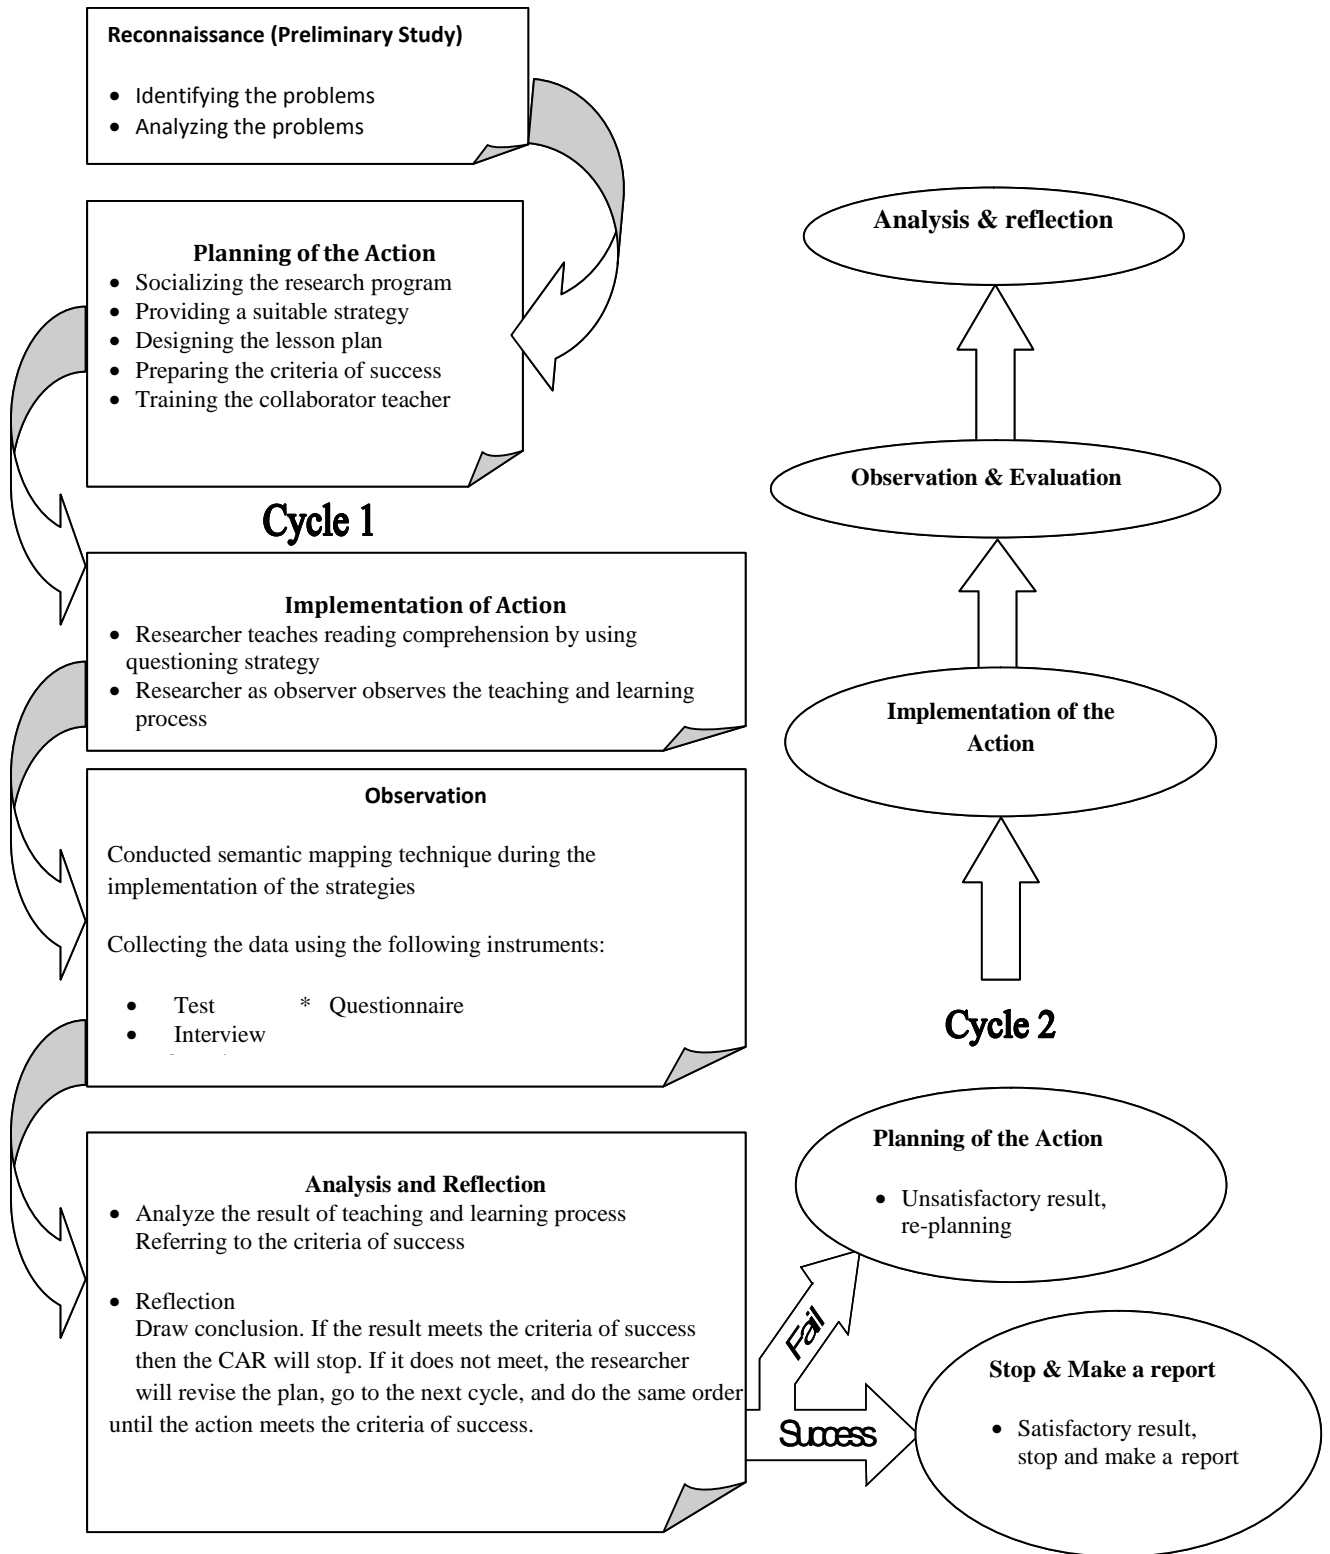 Reconnaissance (Preliminary Study)
• Identifying the problems
• Analyzing the problems
Planning of the Action
• Socializing the research program
• Providing a suitable strategy
• Designing the lesson plan
• Preparing the criteria of success
• Training the collaborator teacher
Cycle 1
Implementation of Action
• Researcher teaches reading comprehension by using
questioning strategy
• Researcher as observer observes the teaching and learning
process
Observation
Conducted semantic mapping technique during the
implementation of the strategies
Collecting the data using the following instruments:
• Test * Questionnaire
• Interview
Analysis and Reflection
• Analyze the result of teaching and learning process
Referring to the criteria of success
• Reflection
Draw conclusion. If the result meets the criteria of success
then the CAR will stop. If it does not meet, the researcher
will revise the plan, go to the next cycle, and do the same order
until the action meets the criteria of success.
Fail
Success
Analysis & reflection
Observation & Evaluation
Implementation of the
Action
Cycle 2
Planning of the Action
• Unsatisfactory result,
re-planning
Stop & Make a report
• Satisfactory result,
stop and make a report